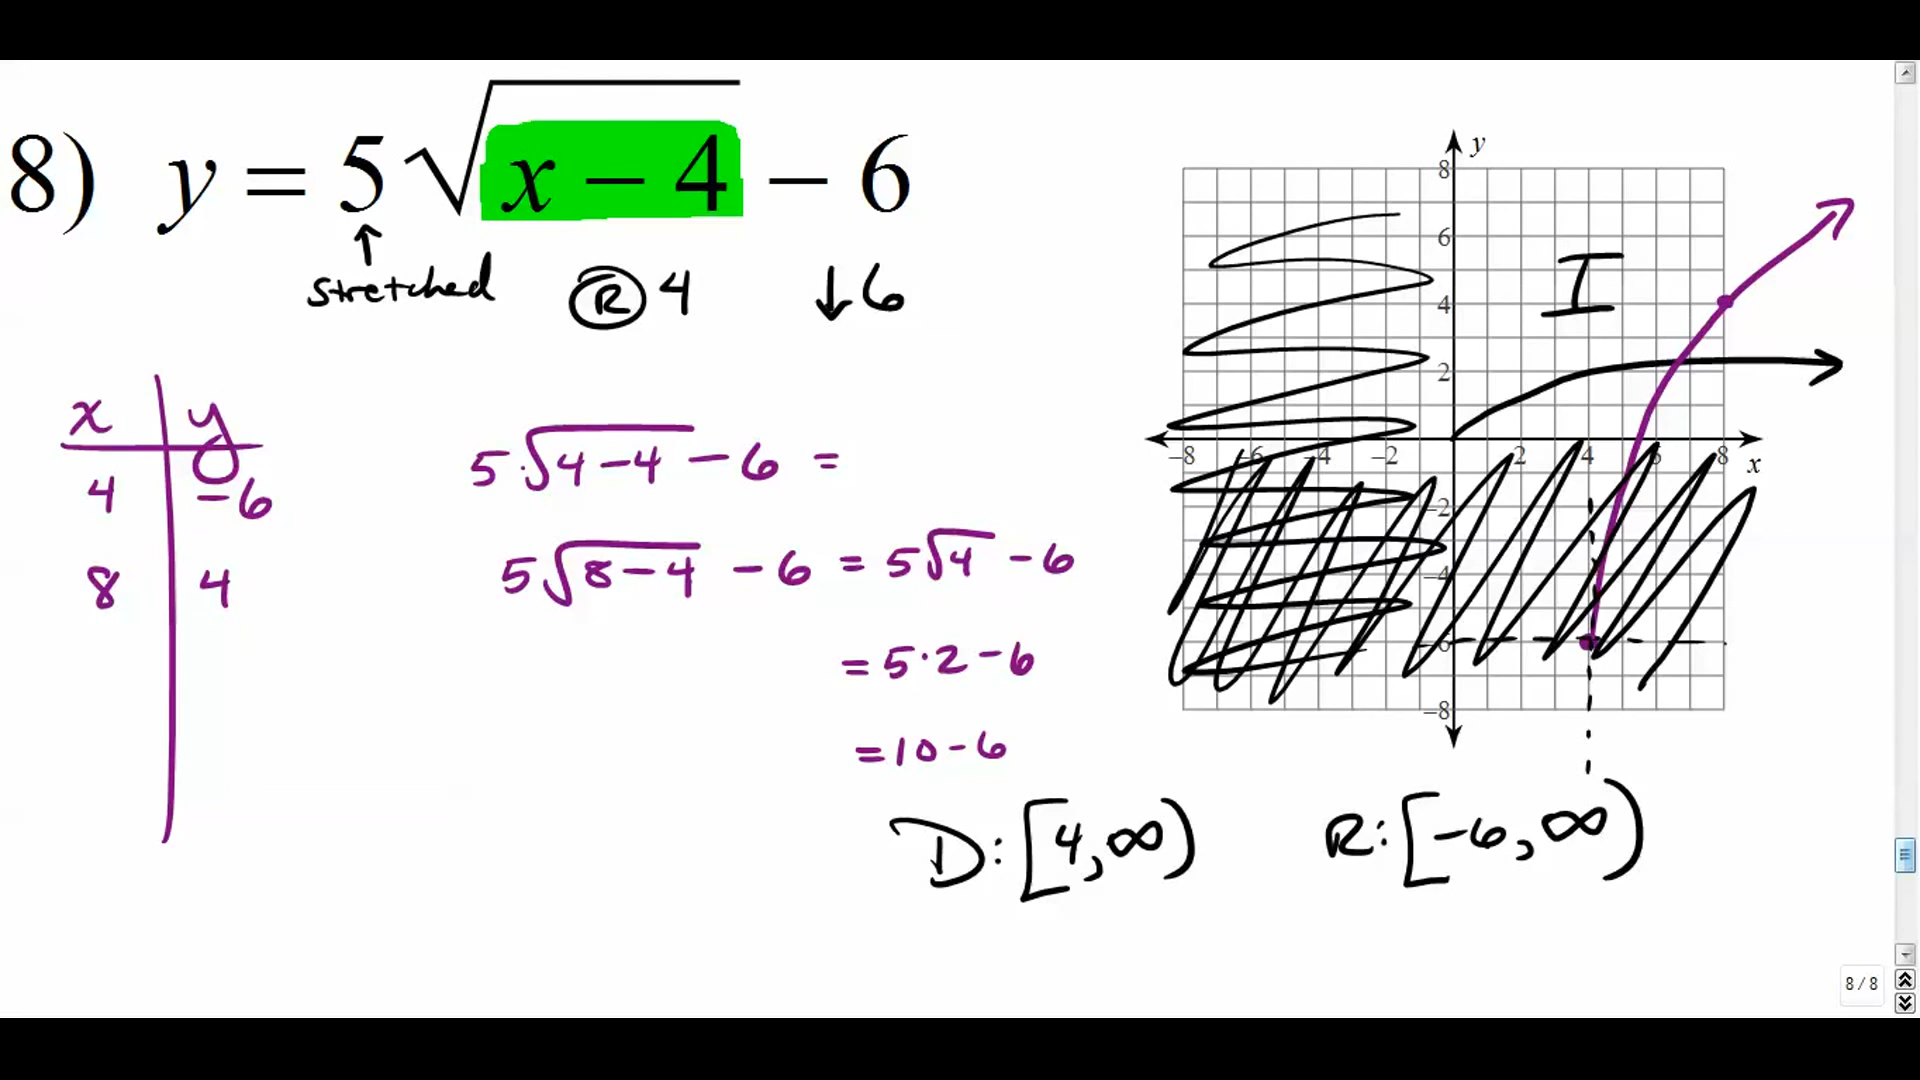 8) y = 5√(x − 4) − 6
↑
stretched Ⓡ 4 ↓6
x y
4 −6
8 4
5·√(4−4) − 6 =
5√(8−4) − 6 = 5√4 − 6
= 5·2 − 6
= 10 − 6
D: [4, ∞) R: [−6, ∞)
y
8
6
I
4
2
−8 −6 −4 −2 2 4 6 8 x
−2
−4
−6
−8
8 / 8